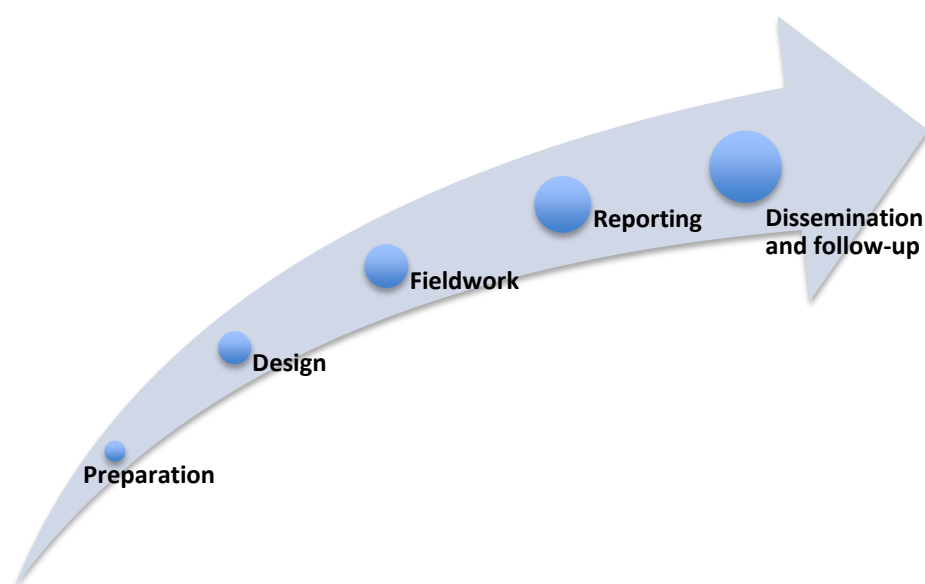 Preparation
Design
Fieldwork
Reporting
Dissemination
and follow-up